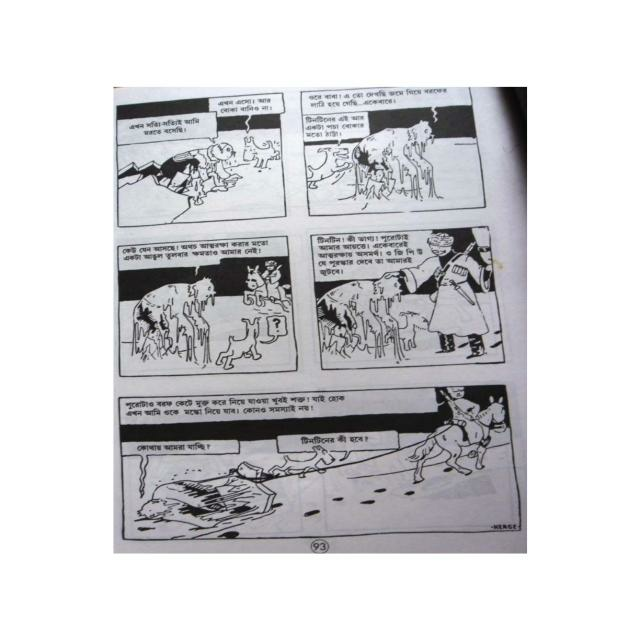 এখন সত্যি-সত্যিই আমি
মরতে বসেছি।
এখন এসো। আর
বোকা বানিও না।
ওরে বাবা! এ তো দেখছি জমে গিয়ে বরফের
লাঠি হয়ে গেছি...একেবারে।
টিনটিনের এই আর
একটা পচা বোকার
মতো ঠাট্টা।
কেউ যেন আসছে! অথচ আত্মরক্ষা করার মতো
একটা আঙুল তুলবার ক্ষমতাও আমার নেই!
?
টিনটিন! কী ভাগ্য! পুরোটাই
আমার আয়ত্তে। একেবারেই
আত্মরক্ষায় অসমর্থ। ও জি পি উ
যে পুরস্কার দেবে তা আমারই
জুটবে।
পুরোটাও বরফ কেটে মুক্ত করে নিয়ে যাওয়া খুবই শক্ত! যাই হোক
এখন আমি ওকে মস্কো নিয়ে যাব। কোনও সমস্যাই নয়!
কোথায় আমরা যাচ্ছি?
টিনটিনের কী হবে?
-HERGE-
93